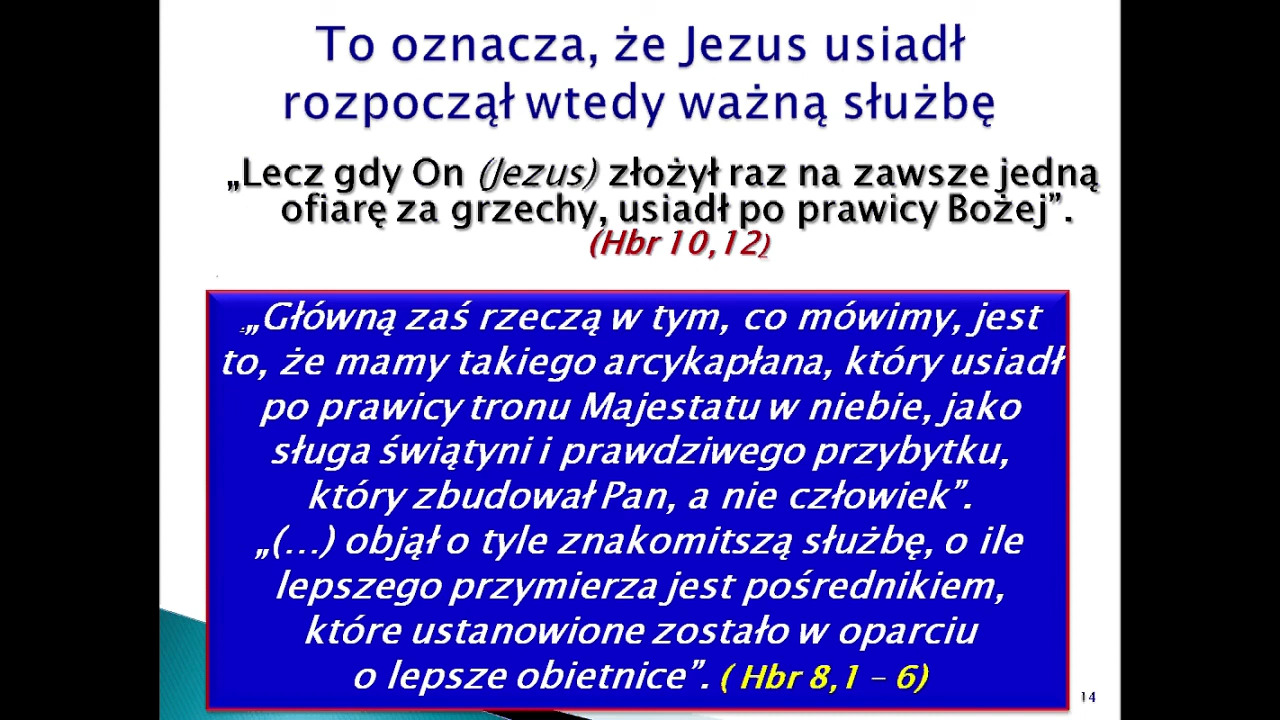 To oznacza, że Jezus usiadł
rozpoczął wtedy ważną służbę
„Lecz gdy On (Jezus) złożył raz na zawsze jedną
ofiarę za grzechy, usiadł po prawicy Bożej”.
(Hbr 10,12)
„Główną zaś rzeczą w tym, co mówimy, jest
to, że mamy takiego arcykapłana, który usiadł
po prawicy tronu Majestatu w niebie, jako
sługa świątyni i prawdziwego przybytku,
który zbudował Pan, a nie człowiek”.
„(...) objął o tyle znakomitszą służbę, o ile
lepszego przymierza jest pośrednikiem,
które ustanowione zostało w oparciu
o lepsze obietnice”. ( Hbr 8,1 – 6)
14